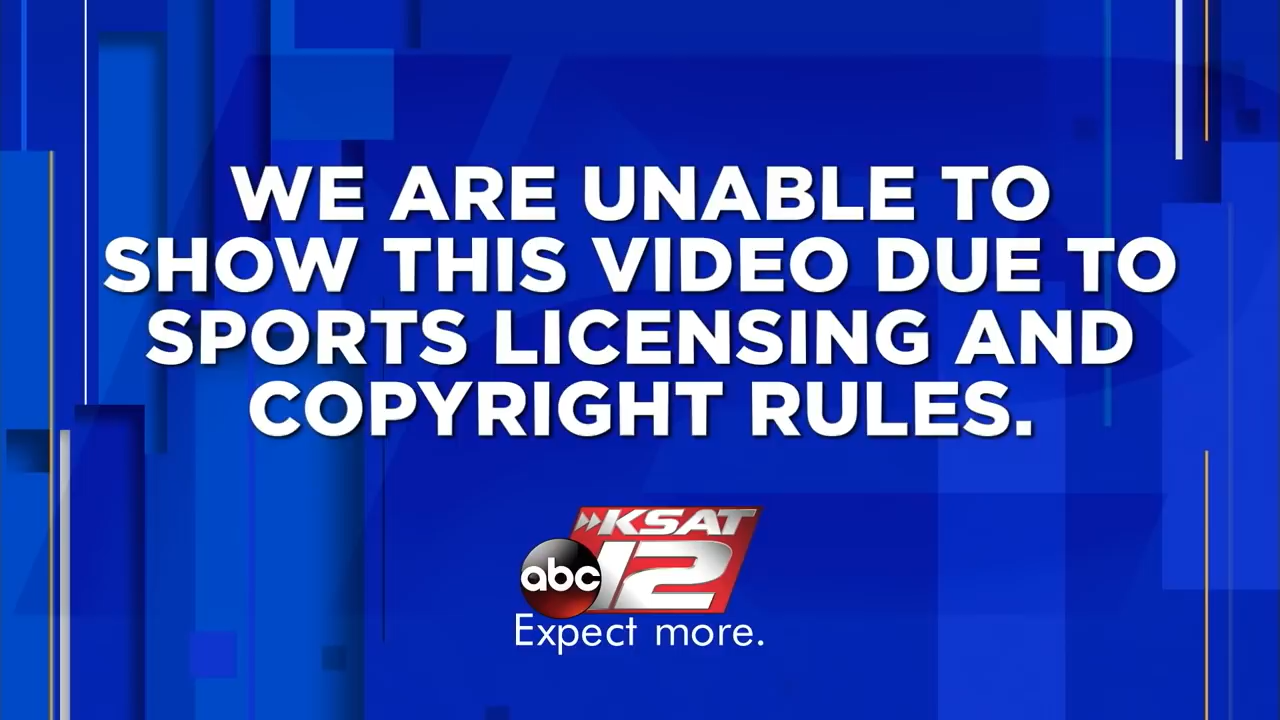 WE ARE UNABLE TO
SHOW THIS VIDEO DUE TO
SPORTS LICENSING AND
COPYRIGHT RULES.
KSAT
abc 12
Expect more.